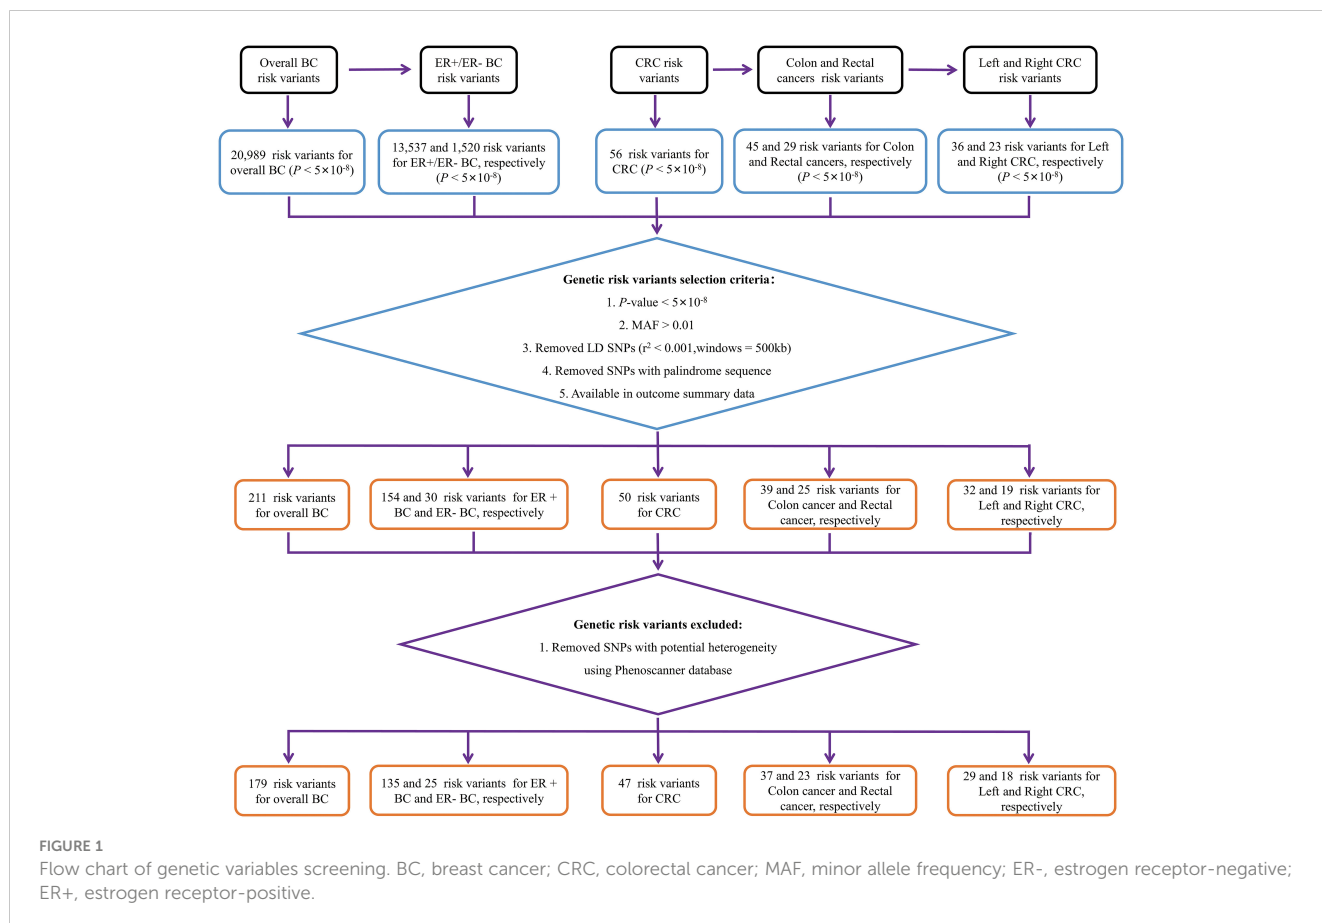 Overall BC
risk variants
ER+/ER- BC
risk variants
CRC risk
variants
Colon and Rectal
cancers risk variants
Left and Right CRC
risk variants
20,989 risk variants for
overall BC (P < 5×10⁻⁸)
13,537 and 1,520 risk variants
for ER+/ER- BC, respectively
(P < 5×10⁻⁸)
56 risk variants for
CRC (P < 5×10⁻⁸)
45 and 29 risk variants for Colon
and Rectal cancers, respectively
(P < 5×10⁻⁸)
36 and 23 risk variants for Left
and Right CRC, respectively
(P < 5×10⁻⁸)
Genetic risk variants selection criteria:
1. P-value < 5×10⁻⁸
2. MAF > 0.01
3. Removed LD SNPs (r² < 0.001,windows = 500kb)
4. Removed SNPs with palindrome sequence
5. Available in outcome summary data
211 risk variants
for overall BC
154 and 30 risk variants for ER +
BC and ER- BC, respectively
50 risk variants
for CRC
39 and 25 risk variants for
Colon cancer and Rectal
cancer, respectively
32 and 19 risk variants for
Left and Right CRC,
respectively
Genetic risk variants excluded:
1. Removed SNPs with potential heterogeneity
using Phenoscanner database
179 risk variants
for overall BC
135 and 25 risk variants for ER +
BC and ER- BC, respectively
47 risk variants
for CRC
37 and 23 risk variants for
Colon cancer and Rectal
cancer, respectively
29 and 18 risk variants for
Left and Right CRC,
respectively
FIGURE 1
Flow chart of genetic variables screening. BC, breast cancer; CRC, colorectal cancer; MAF, minor allele frequency; ER-, estrogen receptor-negative;
ER+, estrogen receptor-positive.